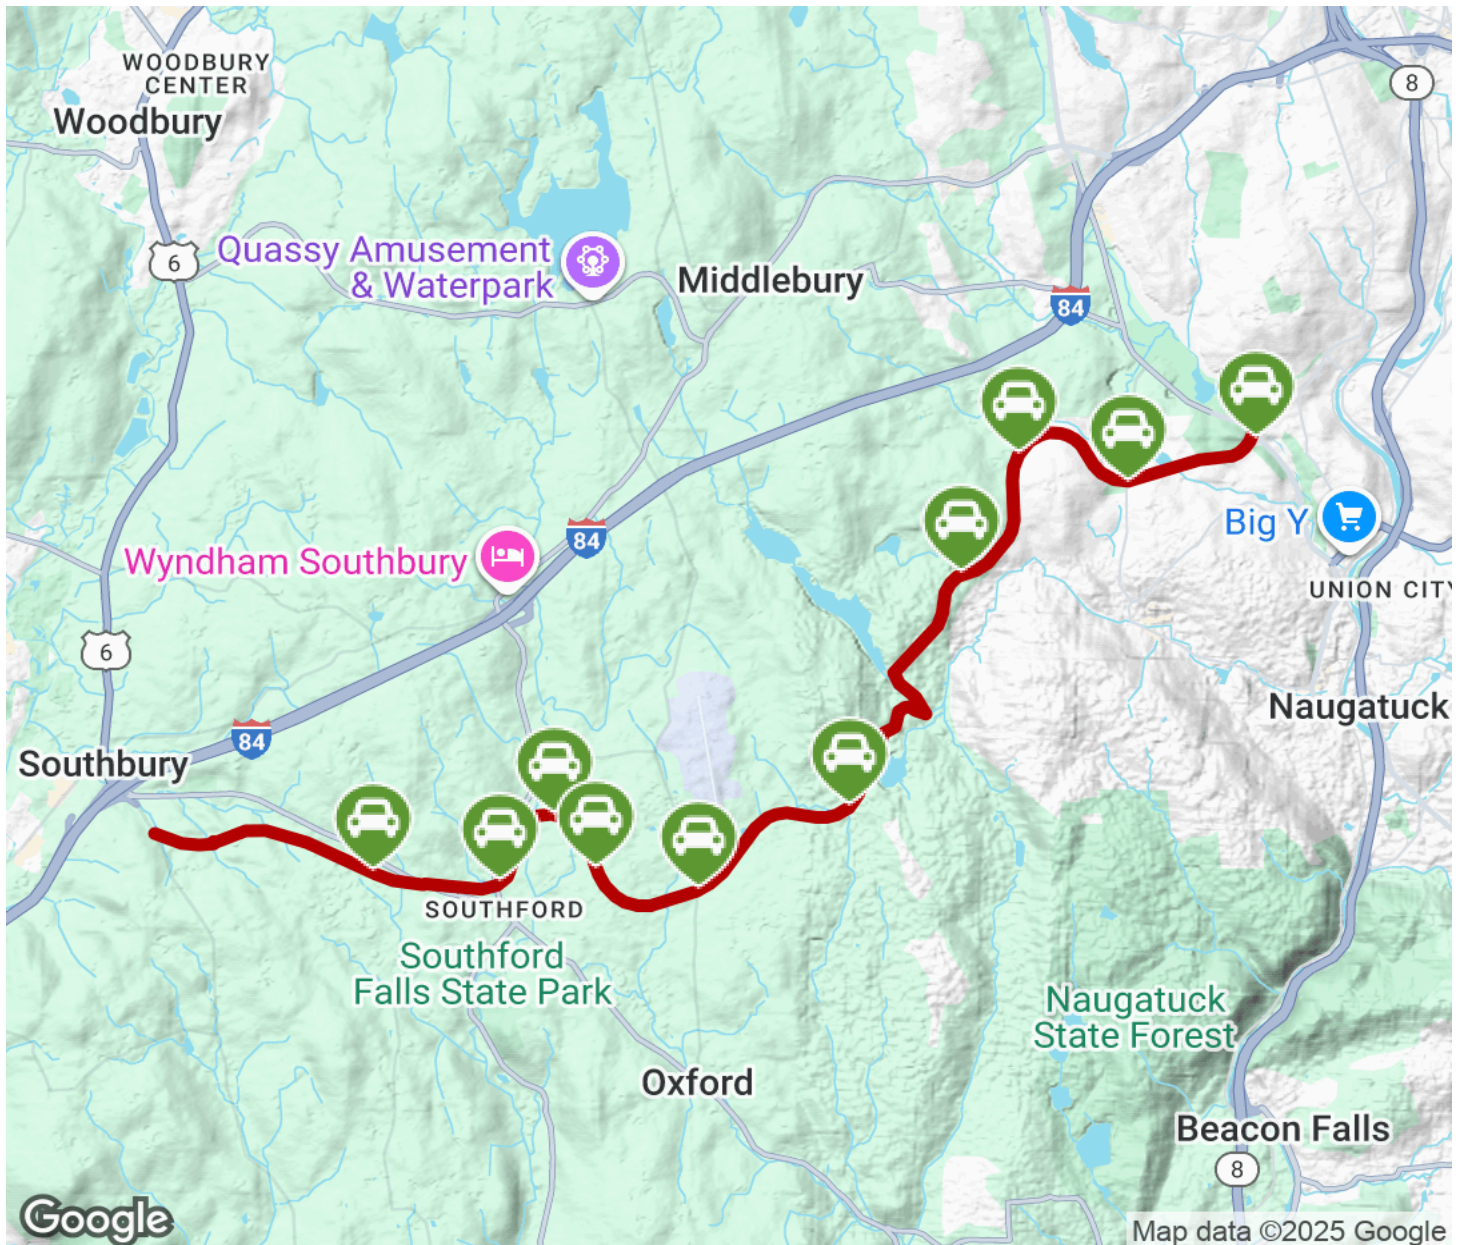 WOODBURY
CENTER
Woodbury
8
6
Quassy Amusement
& Waterpark
Middlebury
84
Big Y
84
Wyndham Southbury
UNION CITY
6
Naugatuck
84
Southbury
SOUTHFORD
Southford
Falls State Park
Naugatuck
State Forest
Oxford
Beacon Falls
8
Google
Map data ©2025 Google